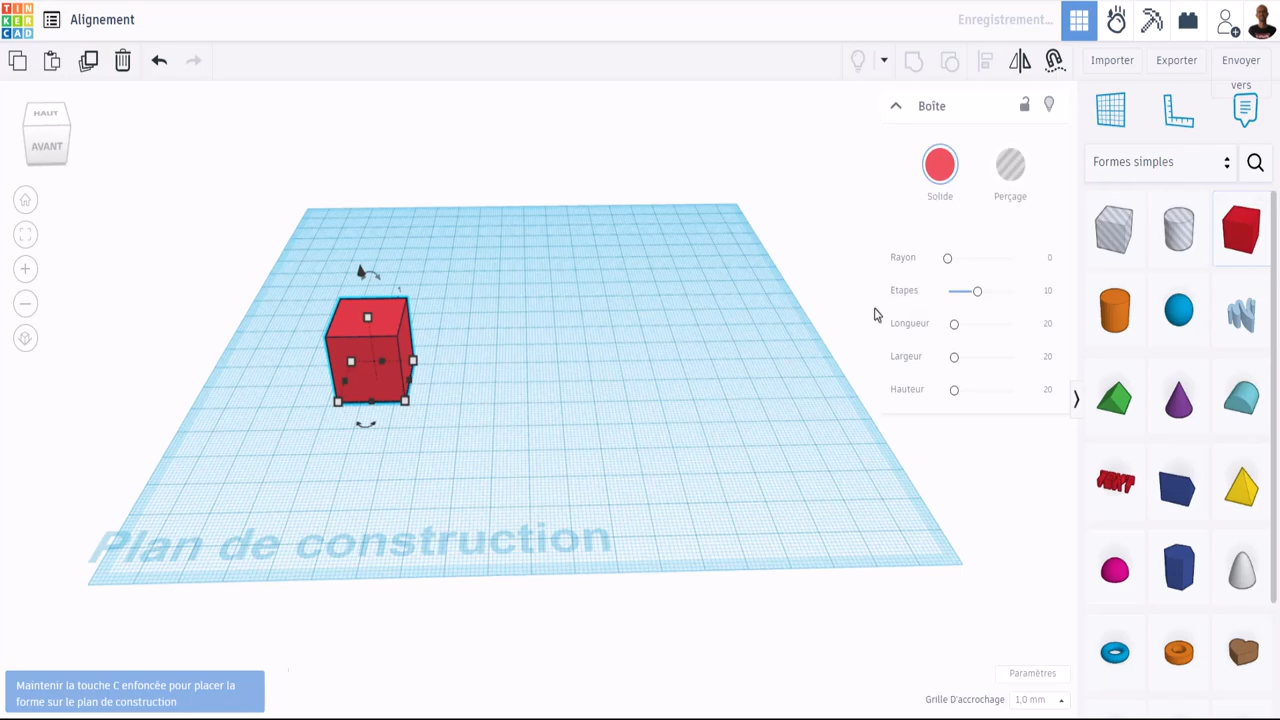 TIN
KER
CAD
Alignement
Enregistrement...
Importer
Exporter
Envoyer
vers
HAUT
AVANT
Boîte
Solide
Perçage
Formes simples
Rayon 0
Etapes 10
Longueur 20
Largeur 20
Hauteur 20
TEXT
Plan de construction
Maintenir la touche C enfoncée pour placer la
forme sur le plan de construction
Paramètres
Grille D'accrochage 1,0 mm